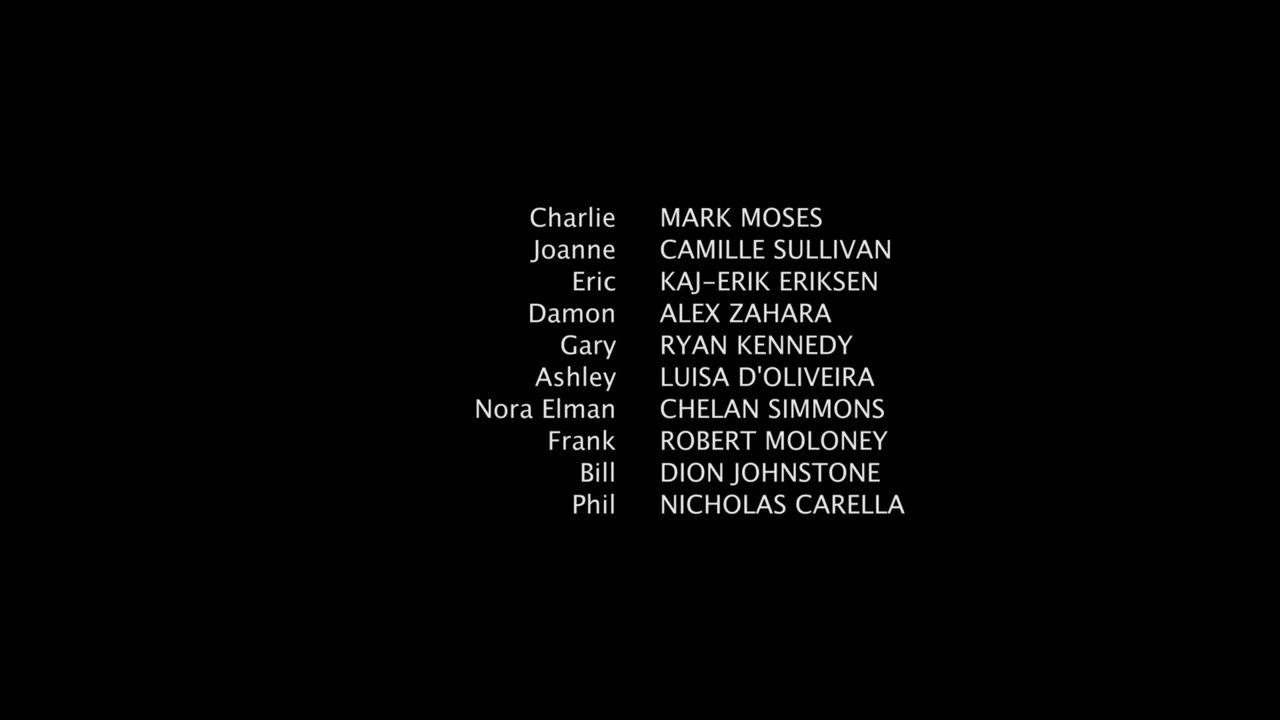 Charlie MARK MOSES
Joanne CAMILLE SULLIVAN
Eric KAJ-ERIK ERIKSEN
Damon ALEX ZAHARA
Gary RYAN KENNEDY
Ashley LUISA D'OLIVEIRA
Nora Elman CHELAN SIMMONS
Frank ROBERT MOLONEY
Bill DION JOHNSTONE
Phil NICHOLAS CARELLA